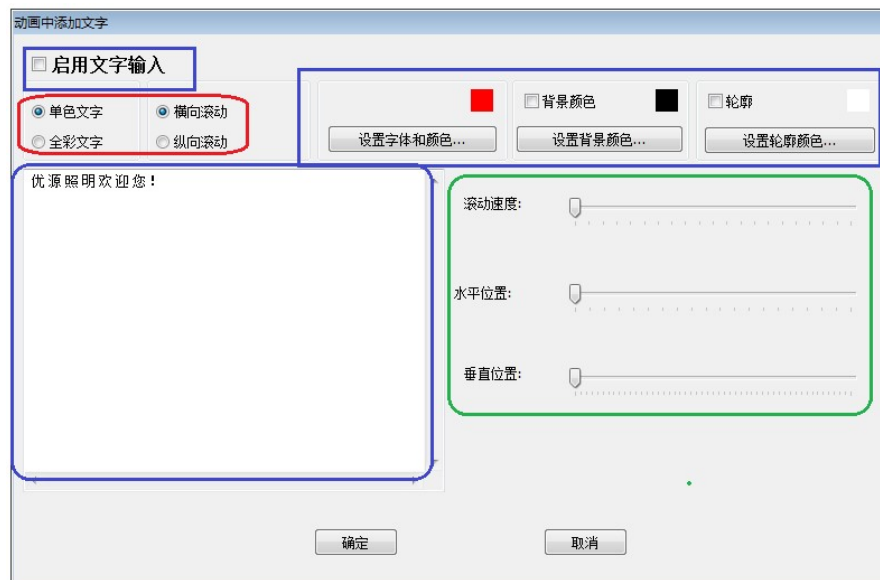 动画中添加文字
启用文字输入
单色文字 横向滚动 背景颜色 轮廓
全彩文字 纵向滚动 设置字体和颜色... 设置背景颜色... 设置轮廓颜色...
优源照明欢迎您!
滚动速度:
水平位置:
垂直位置:
确定 取消